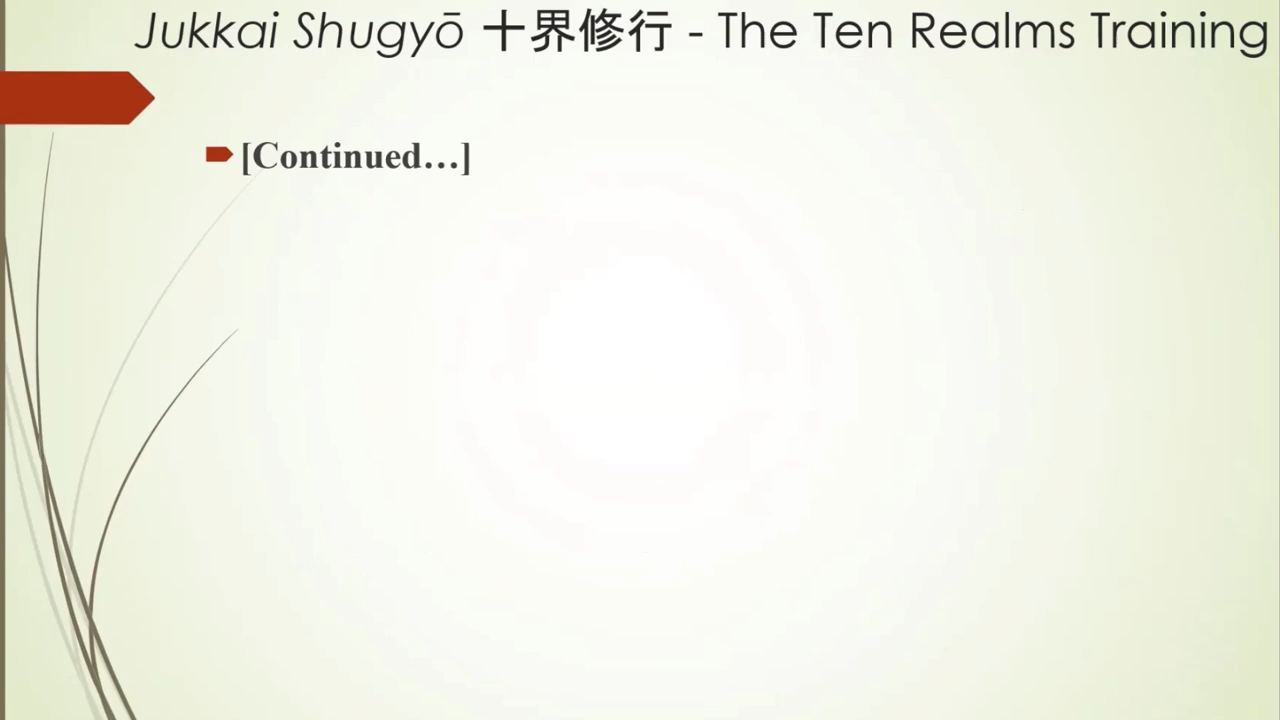 Jukkai Shugyō 十界修行 - The Ten Realms Training
[Continued…]